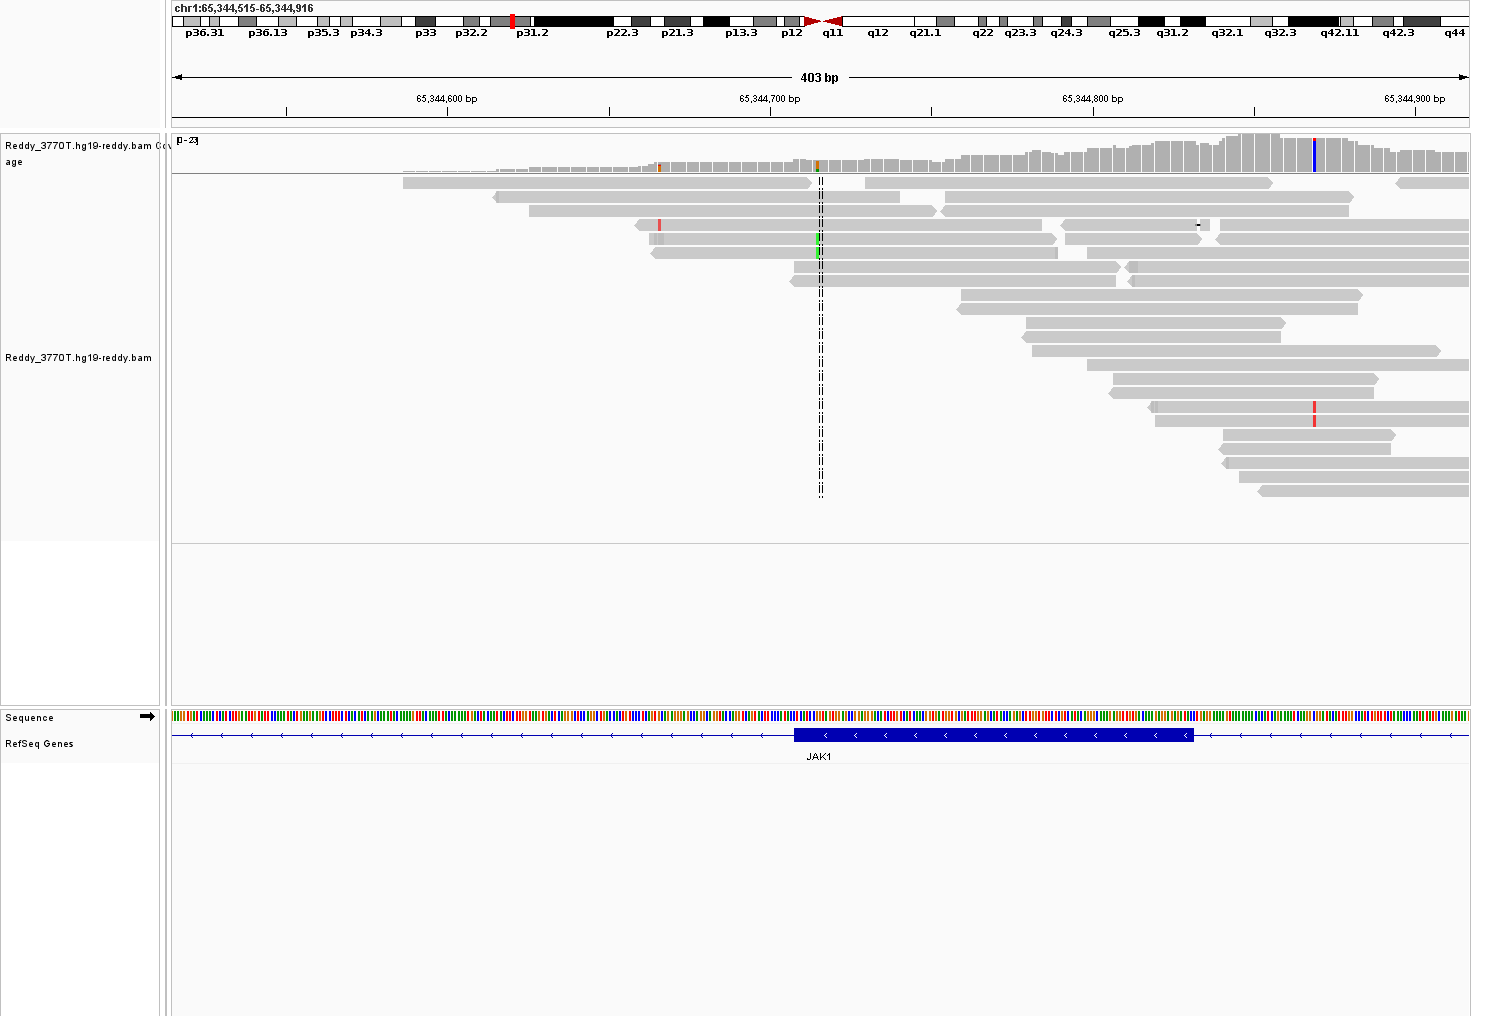 chr1:65,344,515-65,344,916
p36.31 p36.13 p35.3 p34.3 p33 p32.2 p31.2 p22.3 p21.3 p13.3 p12 q11 q12 q21.1 q22 q23.3 q24.3 q25.3 q31.2 q32.1 q32.3 q42.11 q42.3 q44
403 bp
65,344,600 bp 65,344,700 bp 65,344,800 bp 65,344,900 bp
Reddy_3770T.hg19-reddy.bam Cov
age
[0 - 23]
Reddy_3770T.hg19-reddy.bam
Sequence
RefSeq Genes
JAK1